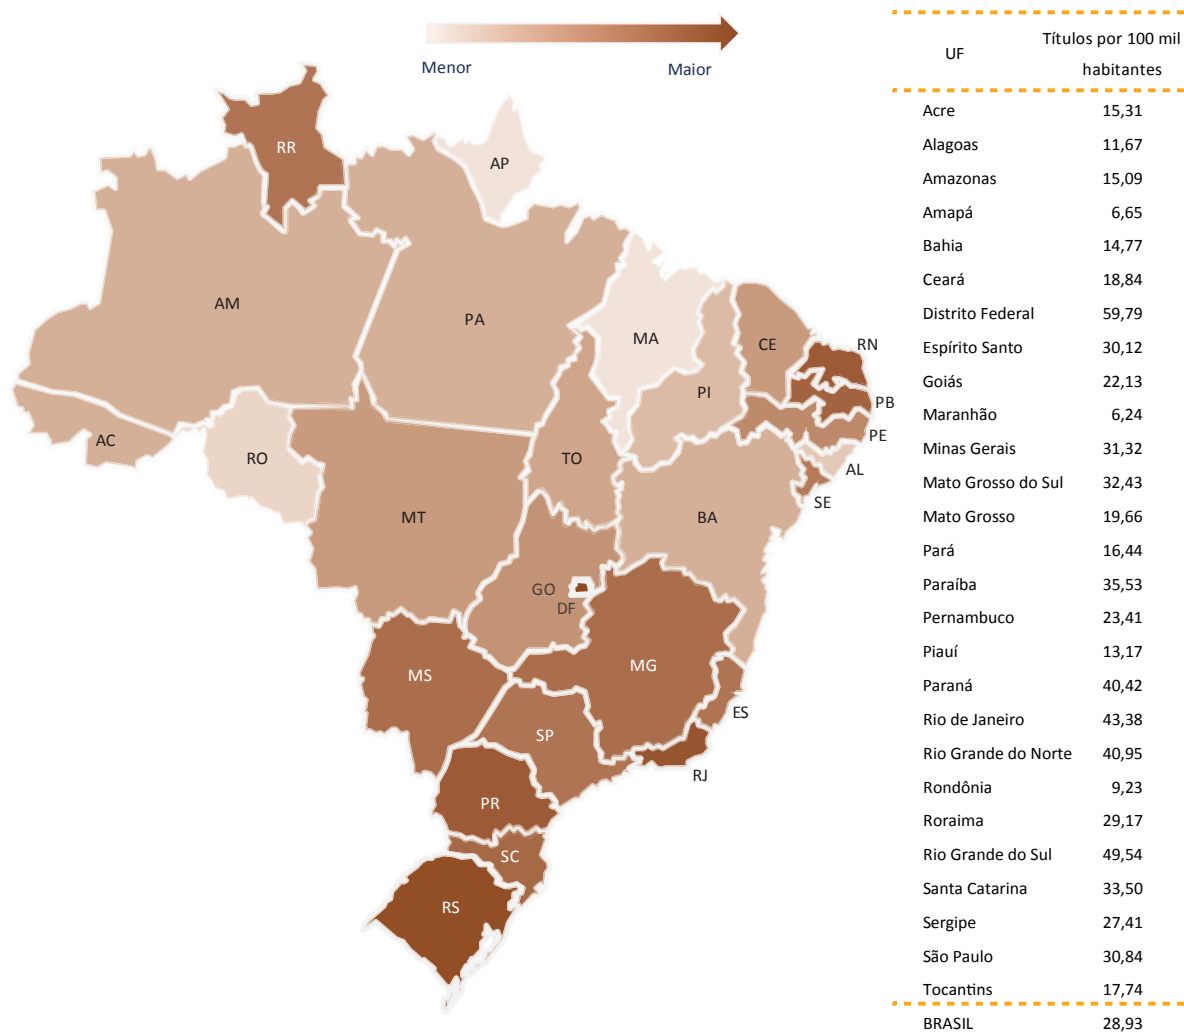 Menor Maior
RR
AP
AM
PA
MA
CE
RN
PI
PB
PE
AC
RO
TO
AL
SE
MT
BA
GO
DF
MS
MG
ES
SP
RJ
PR
SC
RS
UF Títulos por 100 mil
habitantes
Acre 15,31
Alagoas 11,67
Amazonas 15,09
Amapá 6,65
Bahia 14,77
Ceará 18,84
Distrito Federal 59,79
Espírito Santo 30,12
Goiás 22,13
Maranhão 6,24
Minas Gerais 31,32
Mato Grosso do Sul 32,43
Mato Grosso 19,66
Pará 16,44
Paraíba 35,53
Pernambuco 23,41
Piauí 13,17
Paraná 40,42
Rio de Janeiro 43,38
Rio Grande do Norte 40,95
Rondônia 9,23
Roraima 29,17
Rio Grande do Sul 49,54
Santa Catarina 33,50
Sergipe 27,41
São Paulo 30,84
Tocantins 17,74
BRASIL 28,93